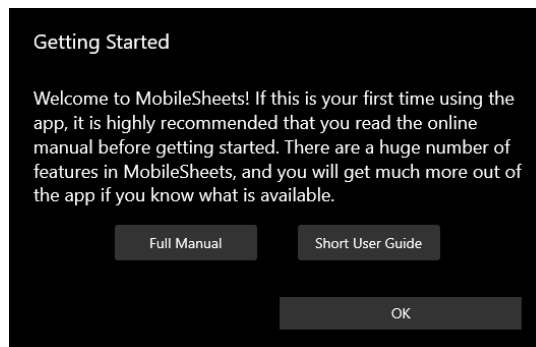 Getting Started
Welcome to MobileSheets! If this is your first time using the
app, it is highly recommended that you read the online
manual before getting started. There are a huge number of
features in MobileSheets, and you will get much more out of
the app if you know what is available.
Full Manual
Short User Guide
OK